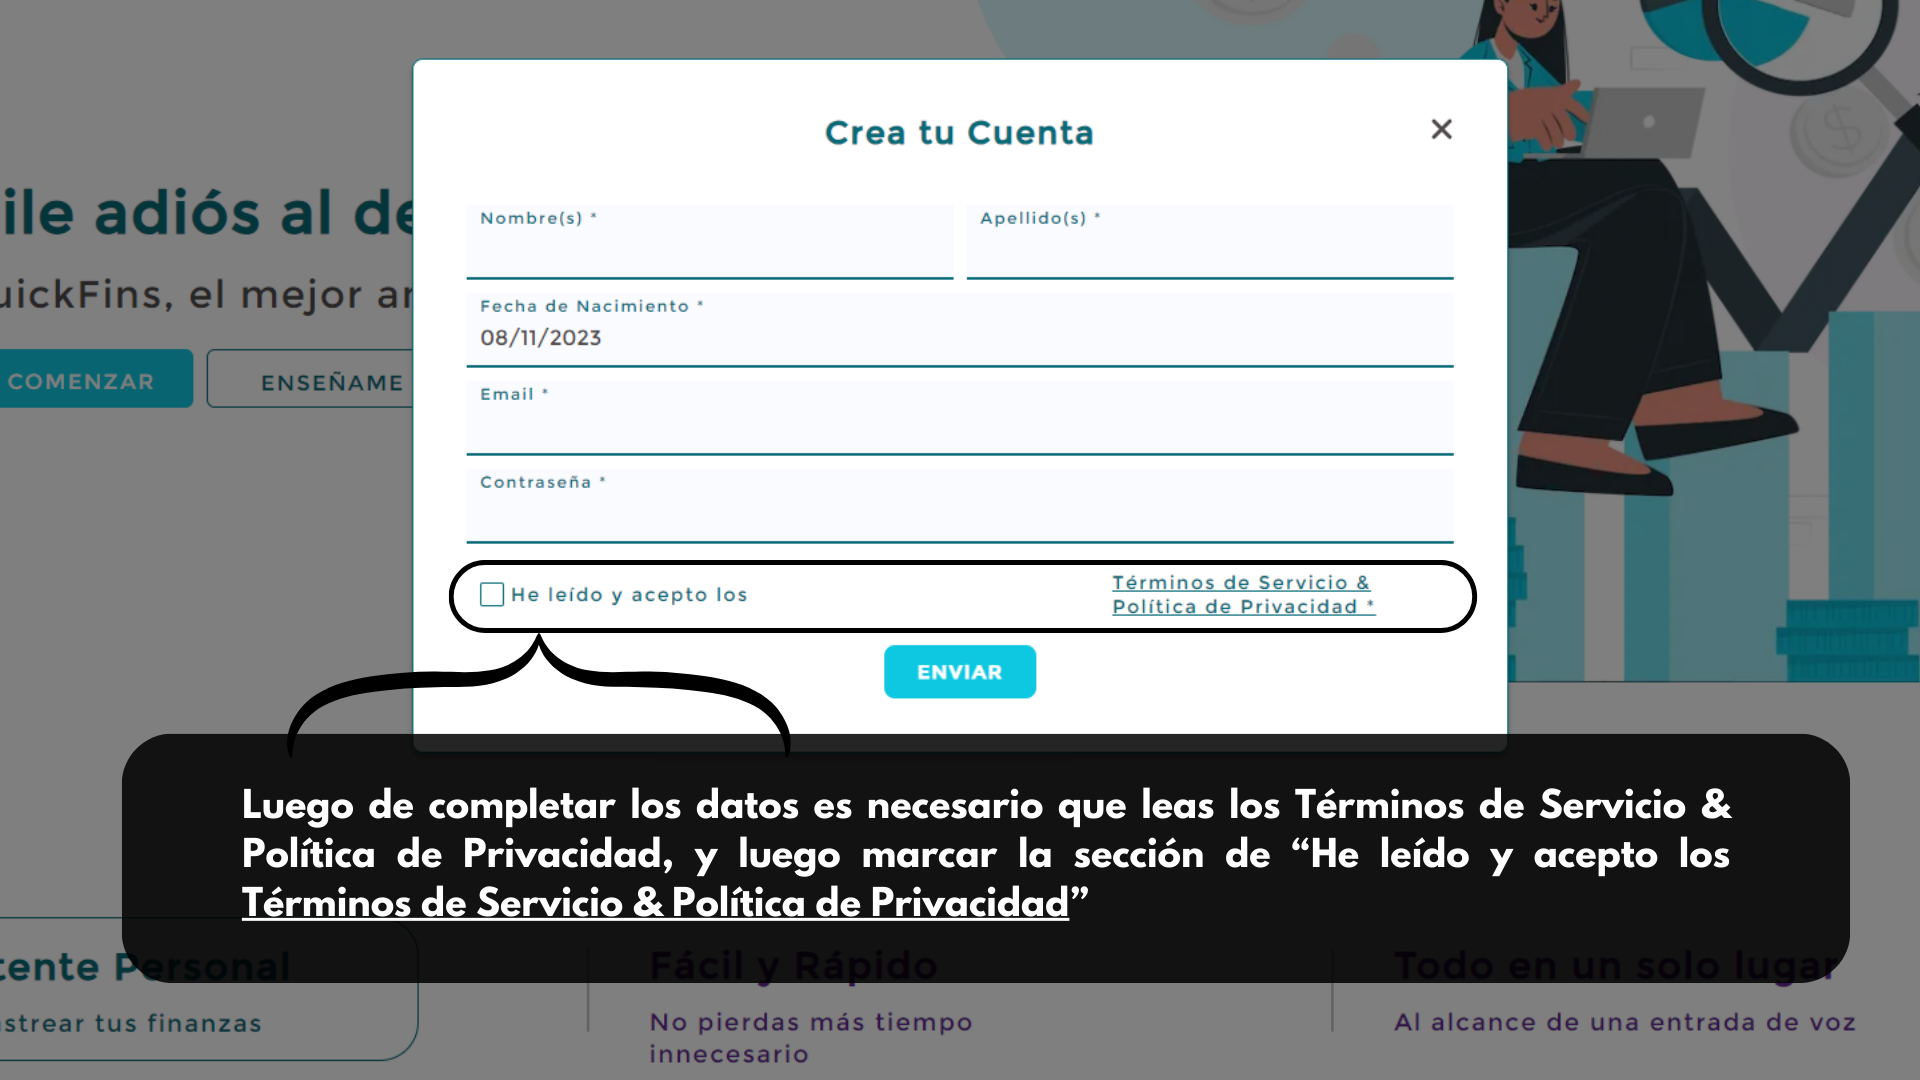 Crea tu Cuenta
ile adiós al de
uickFins, el mejor a
COMENZAR
ENSEÑAME
Nombre(s) *
Apellido(s) *
Fecha de Nacimiento *
08/11/2023
Email *
Contraseña *
He leído y acepto los
Términos de Servicio &
Política de Privacidad *
ENVIAR
Luego de completar los datos es necesario que leas los Términos de Servicio &
Política de Privacidad, y luego marcar la sección de “He leído y acepto los
Términos de Servicio & Política de Privacidad”
tente Personal
strear tus finanzas
Fácil y Rápido
No pierdas más tiempo
innecesario
Todo en un solo lugar
Al alcance de una entrada de voz